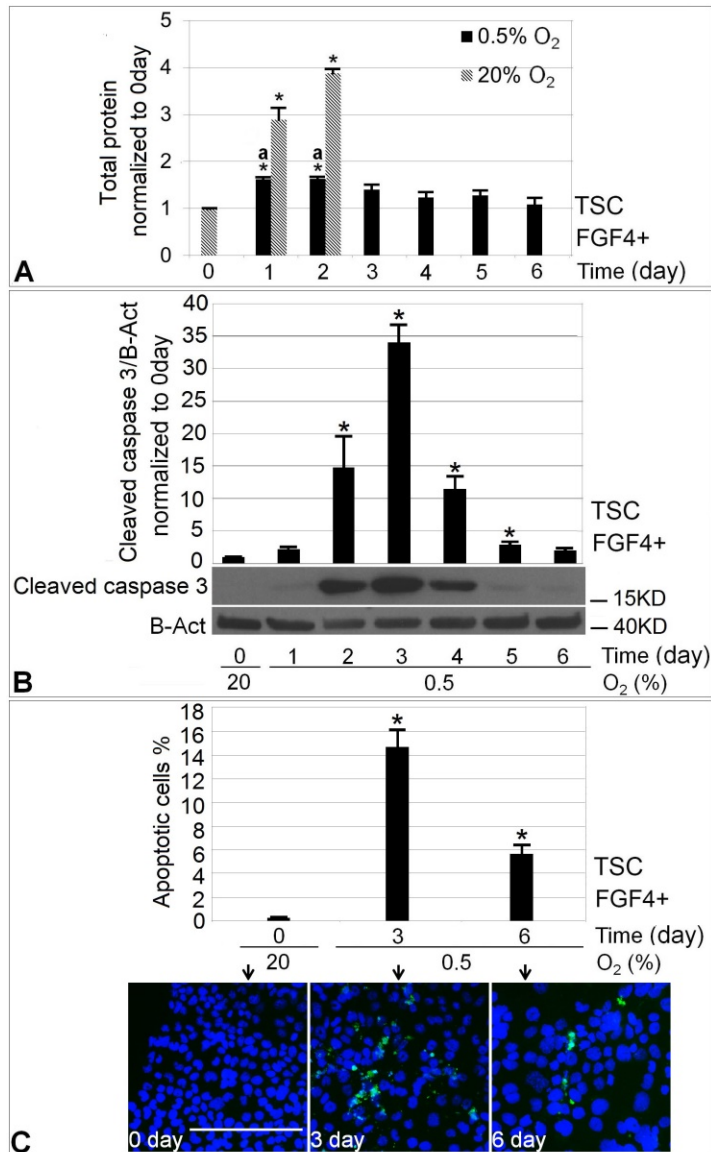 Total protein
normalized to 0day
5
4
3
2
1
0
0.5% O₂
20% O₂
*
*
a
*
a
*
TSC
FGF4+
0 1 2 3 4 5 6 Time (day)
A
Cleaved caspase 3/B-Act
normalized to 0day
40
35
30
25
20
15
10
5
0
*
*
*
*
TSC
FGF4+
Cleaved caspase 3
— 15KD
B-Act
— 40KD
0 1 2 3 4 5 6 Time (day)
20 0.5 O₂ (%)
B
Apoptotic cells %
18
16
14
12
10
8
6
4
2
0
*
*
TSC
FGF4+
0 3 6 Time (day)
20 0.5 O₂ (%)
0 day 3 day 6 day
C